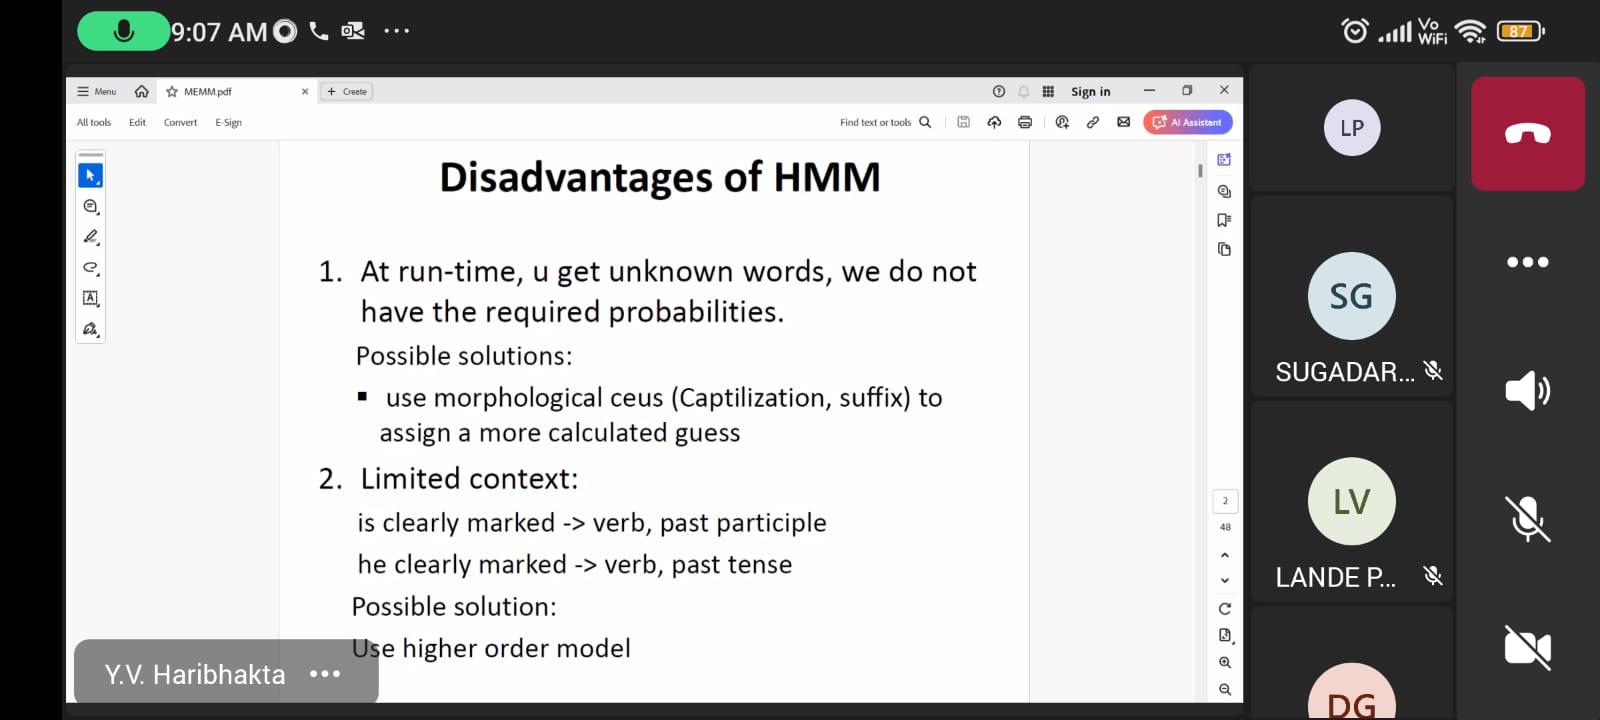 9:07 AM
Vo
WiFi
87
Menu
MEMM.pdf
+ Create
Sign in
All tools
Edit
Convert
E-Sign
Find text or tools
AI Assistant
Disadvantages of HMM
1. At run-time, u get unknown words, we do not
have the required probabilities.
Possible solutions:
▪ use morphological ceus (Captilization, suffix) to
assign a more calculated guess
2. Limited context:
is clearly marked -> verb, past participle
he clearly marked -> verb, past tense
Possible solution:
Use higher order model
2
48
Y.V. Haribhakta
LP
SG
SUGADAR...
LV
LANDE P...
DG